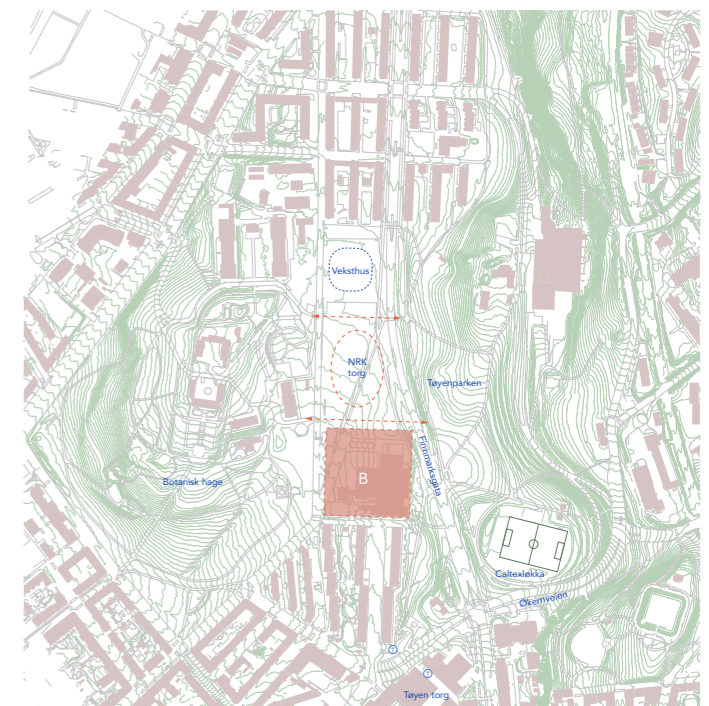 Veksthus
NRK
torg
Tøyenparken
Finnmarksgata
B
Botanisk hage
Caltexløkka
Økernveien
T
T
Tøyen torg